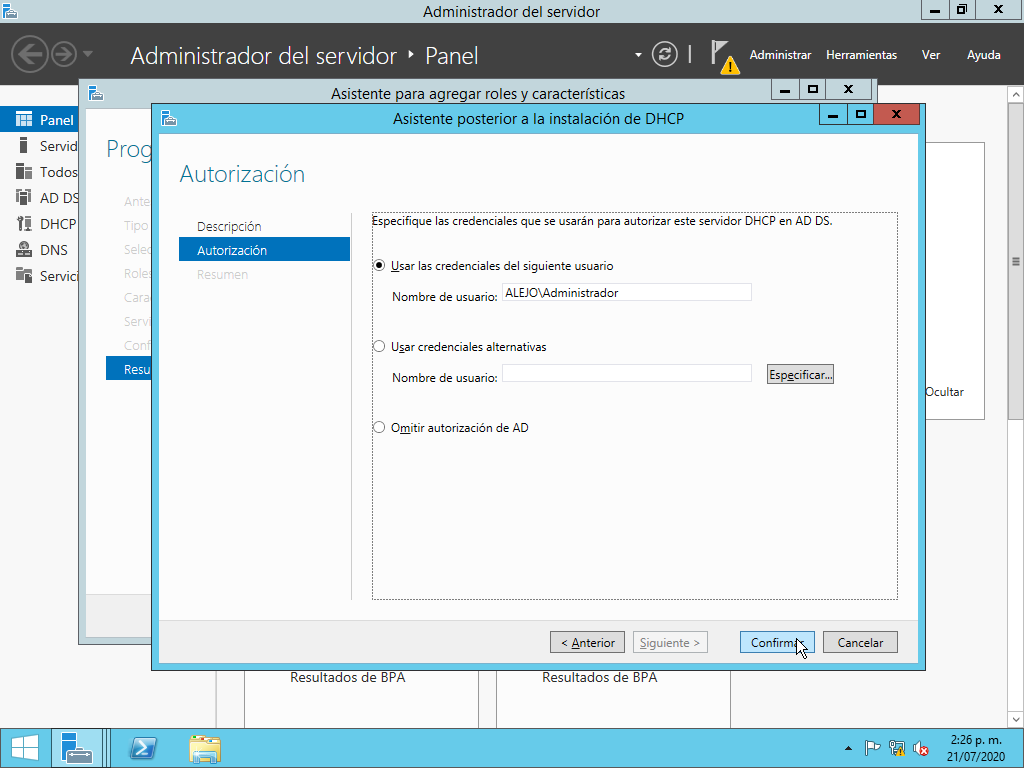 Administrador del servidor
Administrador del servidor ‣ Panel
Administrar Herramientas Ver Ayuda
Asistente para agregar roles y características
Asistente posterior a la instalación de DHCP
Panel
Servid
Todos
AD DS
DHCP
DNS
Servici
Prog
Ante
Tipo
Selec
Roles
Cara
Servi
Conf
Resu
Autorización
Descripción
Autorización
Resumen
Especifique las credenciales que se usarán para autorizar este servidor DHCP en AD DS.
Usar las credenciales del siguiente usuario
Nombre de usuario: ALEJO\Administrador
Usar credenciales alternativas
Nombre de usuario: Especificar...
Omitir autorización de AD
Ocultar
< Anterior Siguiente > Confirmar Cancelar
Resultados de BPA Resultados de BPA
2:26 p. m.
21/07/2020